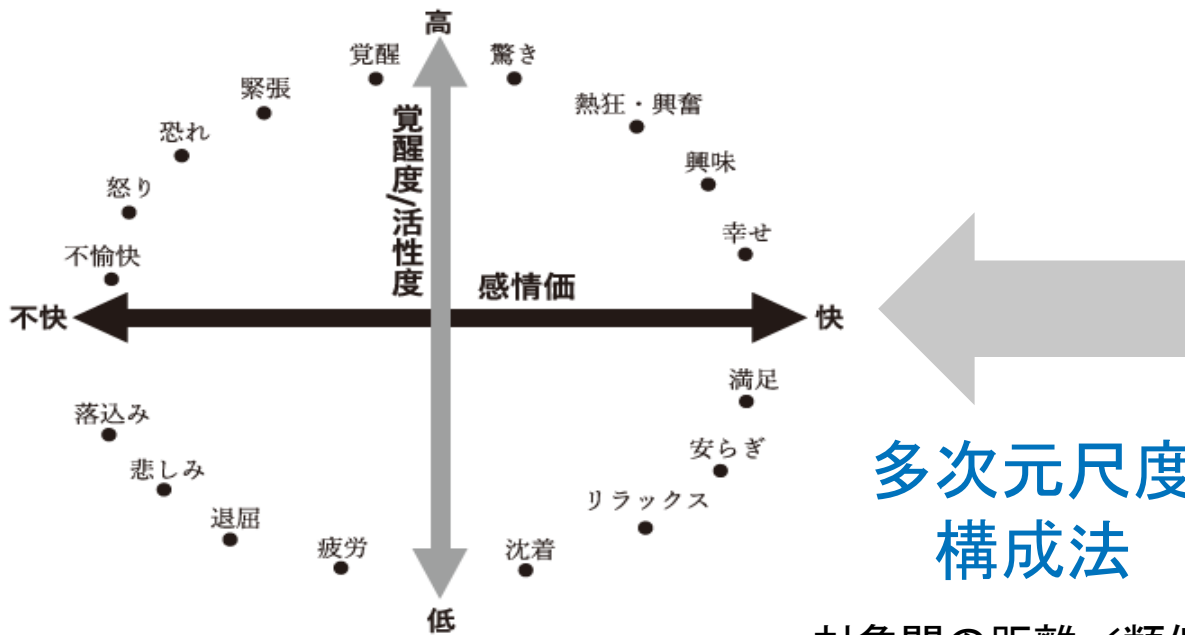 高
覚醒
驚き
緊張
熱狂・興奮
恐れ
覚醒度/活性度
興味
怒り
幸せ
不愉快
感情価
不快
快
満足
落込み
安らぎ
悲しみ
リラックス
退屈
疲労
沈着
低
多次元尺度
構成法